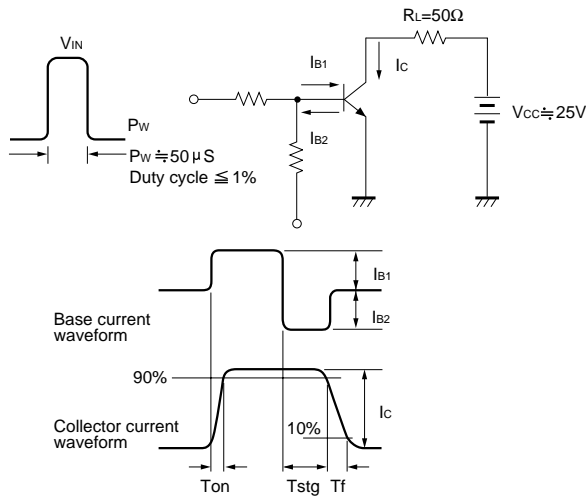 VIN
PW
PW≒50μS
Duty cycle ≦ 1%
RL=50Ω
IB1
IC
IB2
VCC≒25V
Base current
waveform
IB1
IB2
90%
Collector current
waveform
10%
IC
Ton
Tstg
Tf